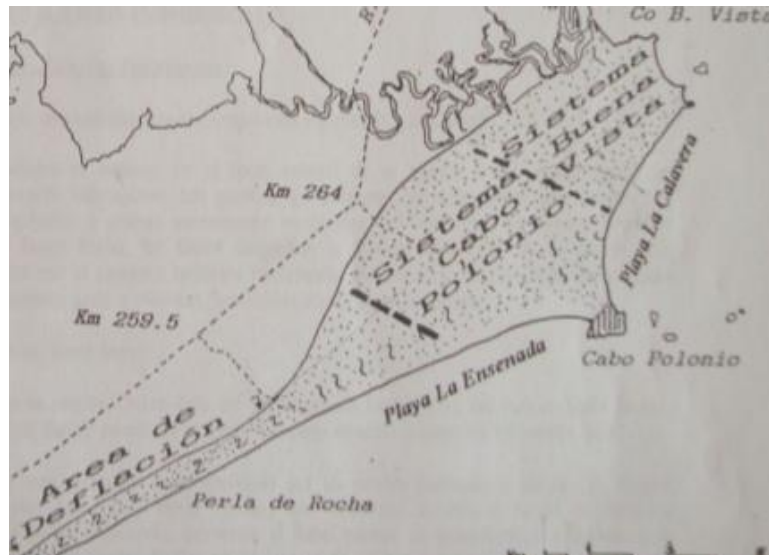 Co B. Vista
Sistema
Buena
Vista
Km 264
Sistema
Cabo
Polonio
Playa La Calavera
Km 259.5
Cabo Polonio
Playa La Ensenada
Area de
Deflación
Perla de Rocha